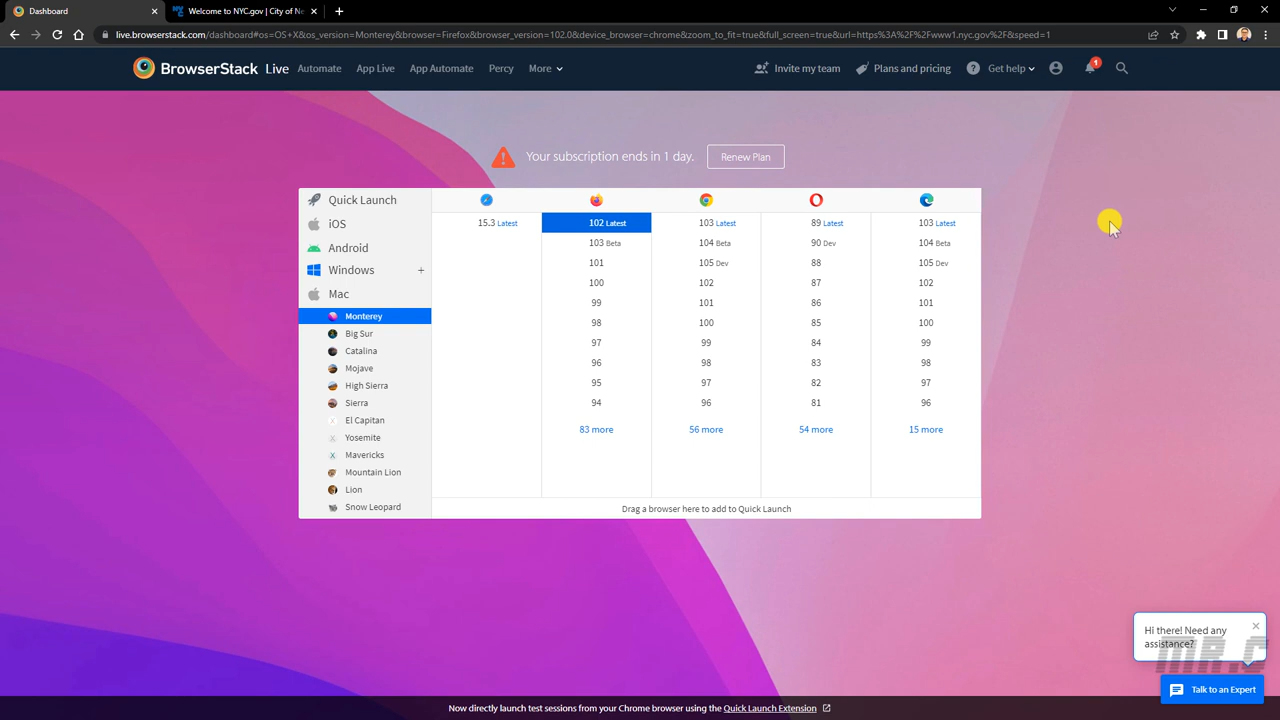 Dashboard
Welcome to NYC.gov | City of Ne
live.browserstack.com/dashboard#os=OS+X&os_version=Monterey&browser=Firefox&browser_version=102.0&device_browser=chrome&zoom_to_fit=true&full_screen=true&url=https%3A%2F%2Fwww1.nyc.gov%2F&speed=1
BrowserStack Live Automate App Live App Automate Percy More
Invite my team Plans and pricing Get help 1
Your subscription ends in 1 day. Renew Plan
Quick Launch
iOS
Android
Windows +
Mac
Monterey
Big Sur
Catalina
Mojave
High Sierra
Sierra
El Capitan
Yosemite
Mavericks
Mountain Lion
Lion
Snow Leopard
15.3 Latest
102 Latest
103 Beta
101
100
99
98
97
96
95
94
83 more
103 Latest
104 Beta
105 Dev
102
101
100
99
98
97
96
56 more
89 Latest
90 Dev
88
87
86
85
84
83
82
81
54 more
103 Latest
104 Beta
105 Dev
102
101
100
99
98
97
96
15 more
Drag a browser here to add to Quick Launch
Hi there! Need any
assistance?
MR.C
Talk to an Expert
Now directly launch test sessions from your Chrome browser using the Quick Launch Extension